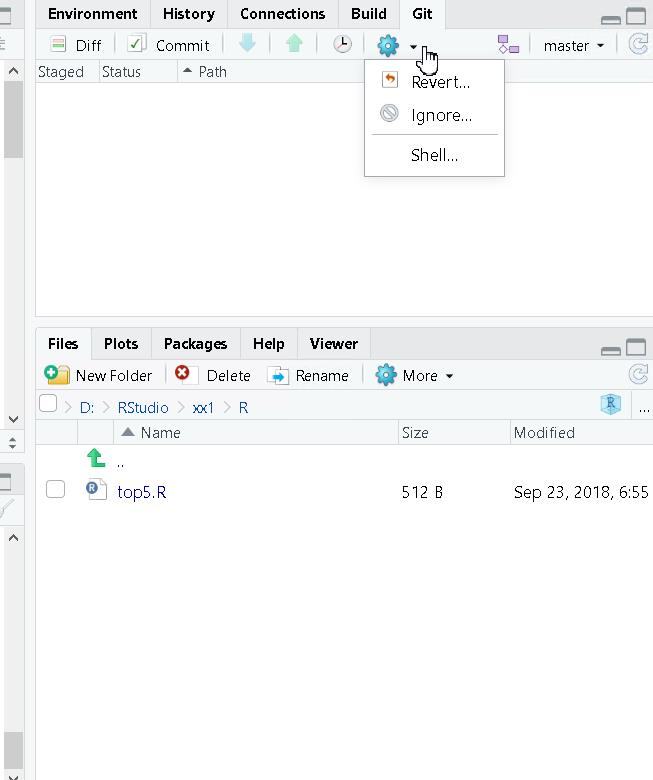 Environment History Connections Build Git
Diff Commit master
Staged Status Path
Revert...
Ignore...
Shell...
Files Plots Packages Help Viewer
New Folder Delete Rename More
D: RStudio xx1 R R ...
Name Size Modified
..
R top5.R 512 B Sep 23, 2018, 6:55